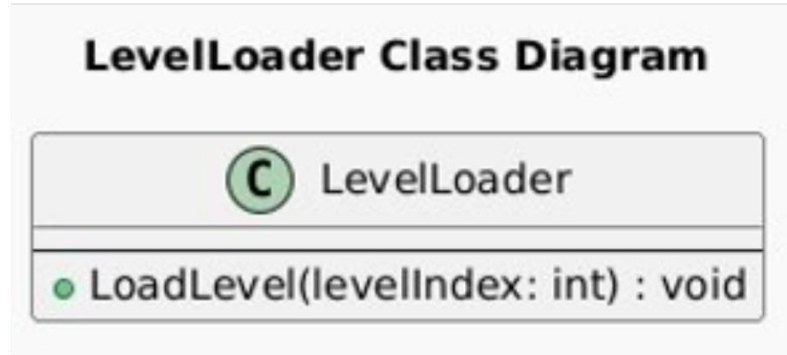 LevelLoader Class Diagram
C LevelLoader
LoadLevel(levelIndex: int) : void